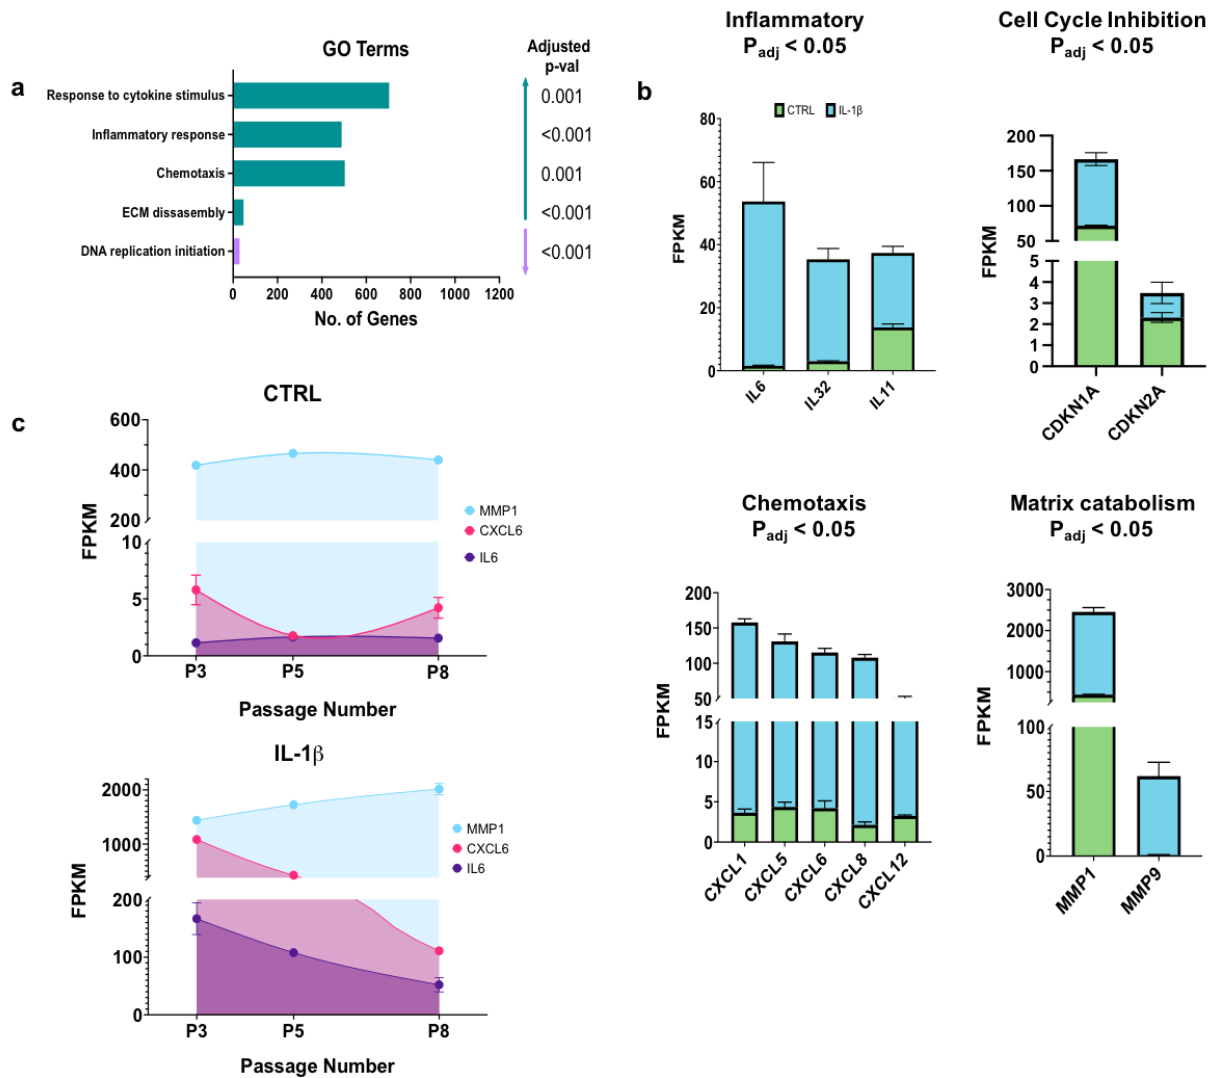 a
GO Terms
Adjusted
p-val
Response to cytokine stimulus
0.001
Inflammatory response
<0.001
Chemotaxis
0.001
ECM dissasembly
<0.001
DNA replication initiation
<0.001
0 200 400 600 800 1000 1200
No. of Genes
b
Inflammatory
Padj < 0.05
CTRL IL-1β
80
60
40
20
0
FPKM
IL6 IL32 IL11
Cell Cycle Inhibition
Padj < 0.05
200
150
100
50
5
4
3
2
1
0
FPKM
CDKN1A CDKN2A
c
CTRL
600
400
200
10
5
0
FPKM
MMP1
CXCL6
IL6
P3 P5 P8
Passage Number
IL-1β
2000
1000
200
100
0
FPKM
MMP1
CXCL6
IL6
P3 P5 P8
Passage Number
Chemotaxis
Padj < 0.05
200
150
100
50
15
10
5
0
FPKM
CXCL1 CXCL5 CXCL6 CXCL8 CXCL12
Matrix catabolism
Padj < 0.05
3000
2000
1000
100
50
0
FPKM
MMP1 MMP9